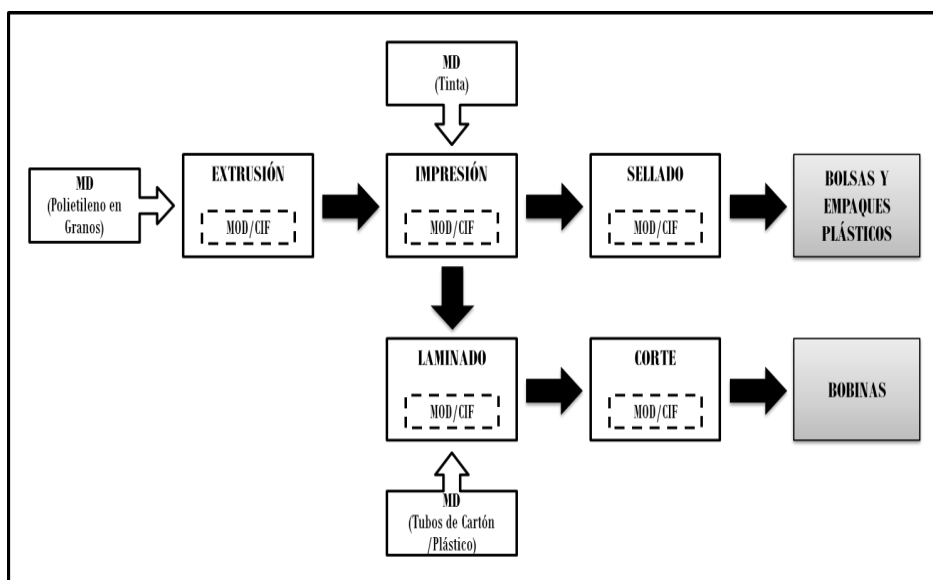 MD
(Tinta)
EXTRUSIÓN
IMPRESIÓN
SELLADO
BOLSAS Y
EMPAQUES
PLÁSTICOS
MD
(Polietileno en
Granos)
MOD/CIF
MOD/CIF
MOD/CIF
LAMINADO
CORTE
BOBINAS
MOD/CIF
MOD/CIF
MD
(Tubos de Cartón
/Plástico)